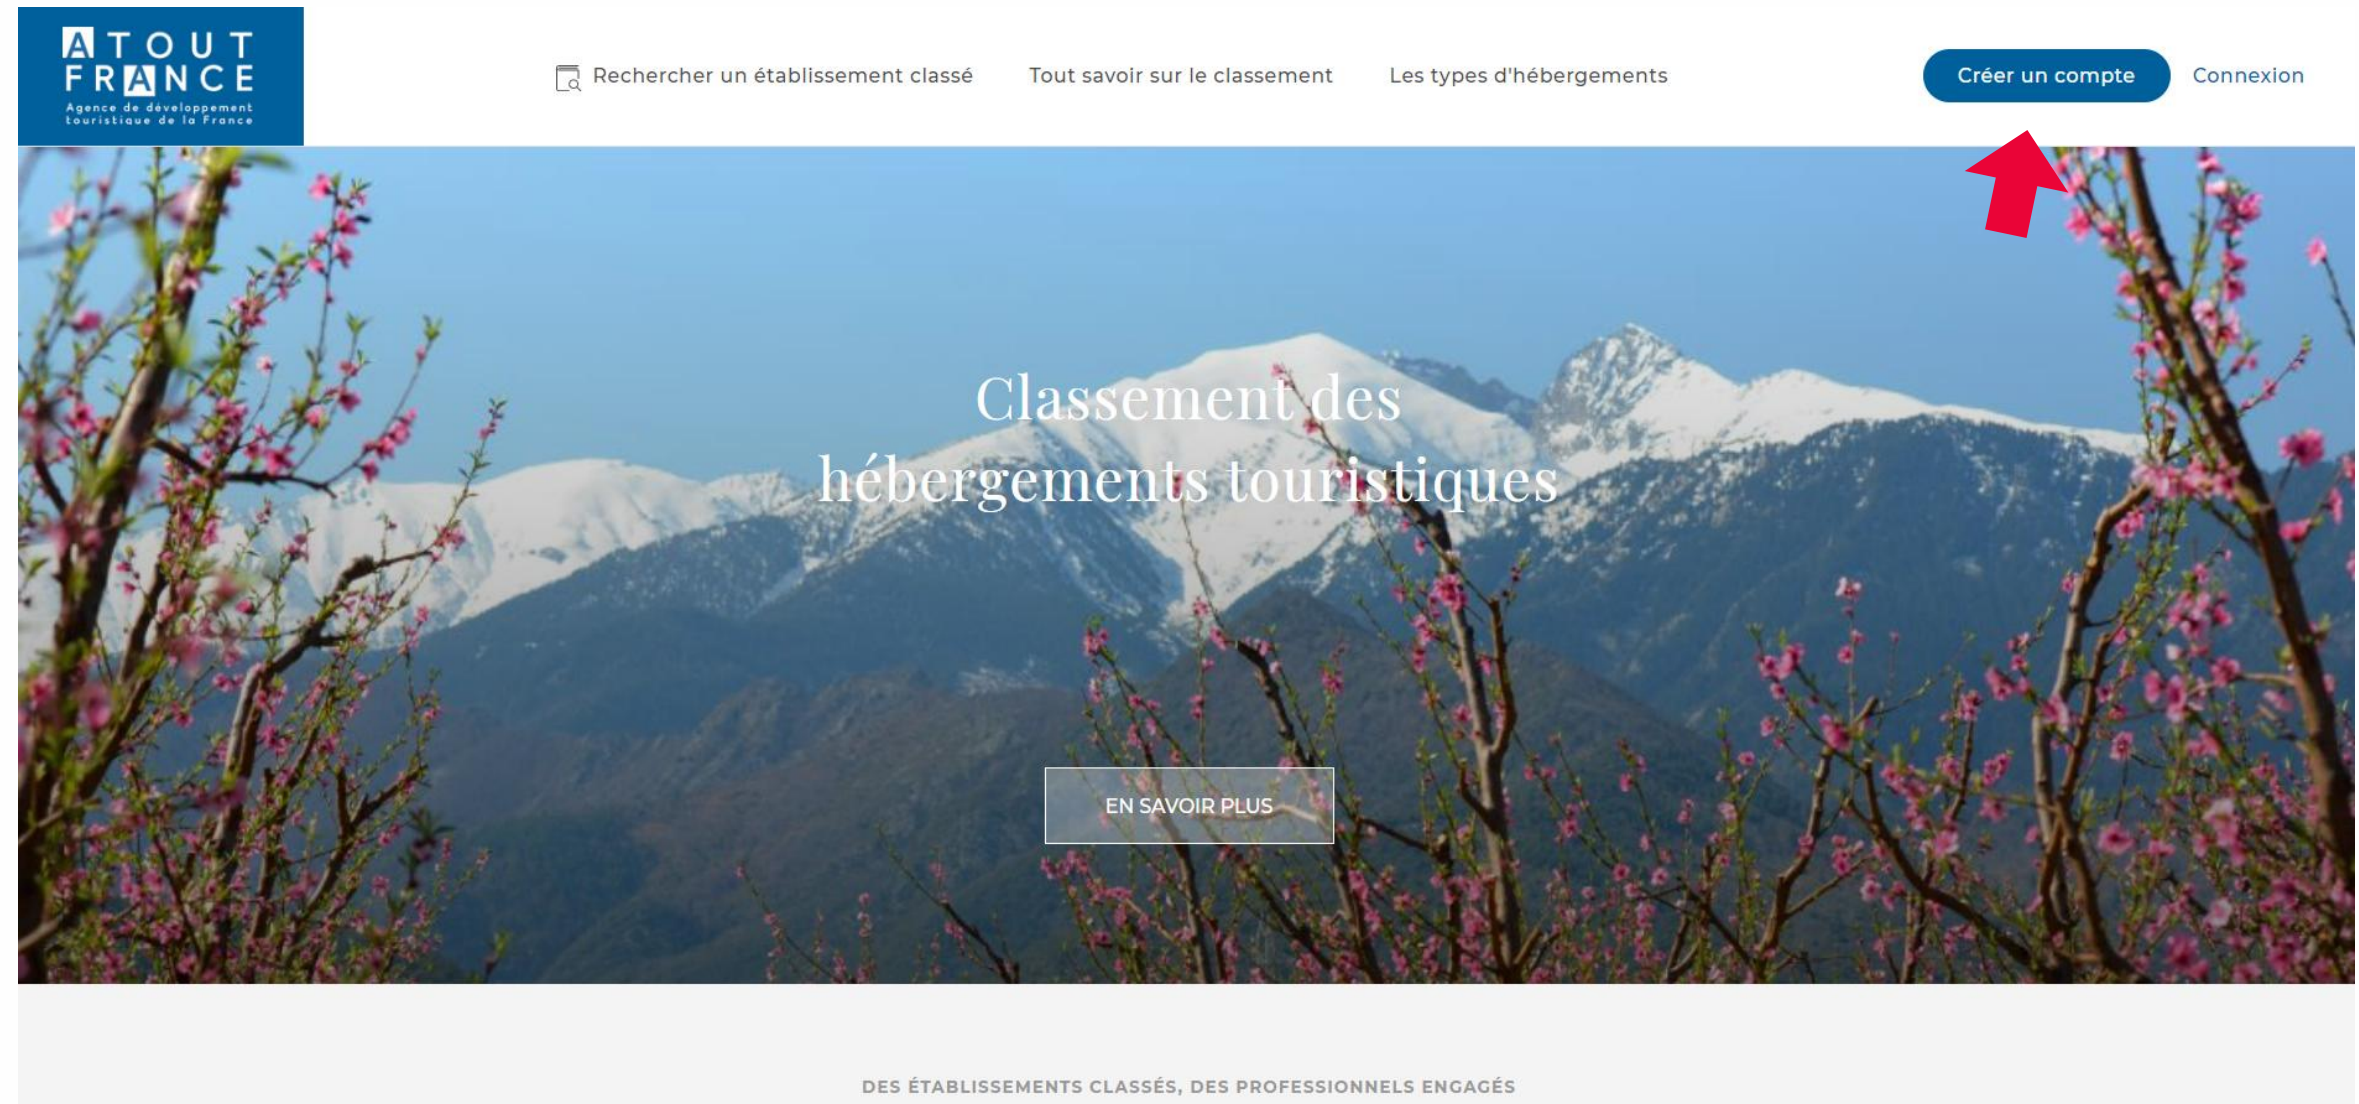 ATOUT
FRANCE
Agence de développement
touristique de la France
Rechercher un établissement classé
Tout savoir sur le classement
Les types d'hébergements
Créer un compte
Connexion
Classement des
hébergements touristiques
EN SAVOIR PLUS
DES ÉTABLISSEMENTS CLASSÉS, DES PROFESSIONNELS ENGAGÉS